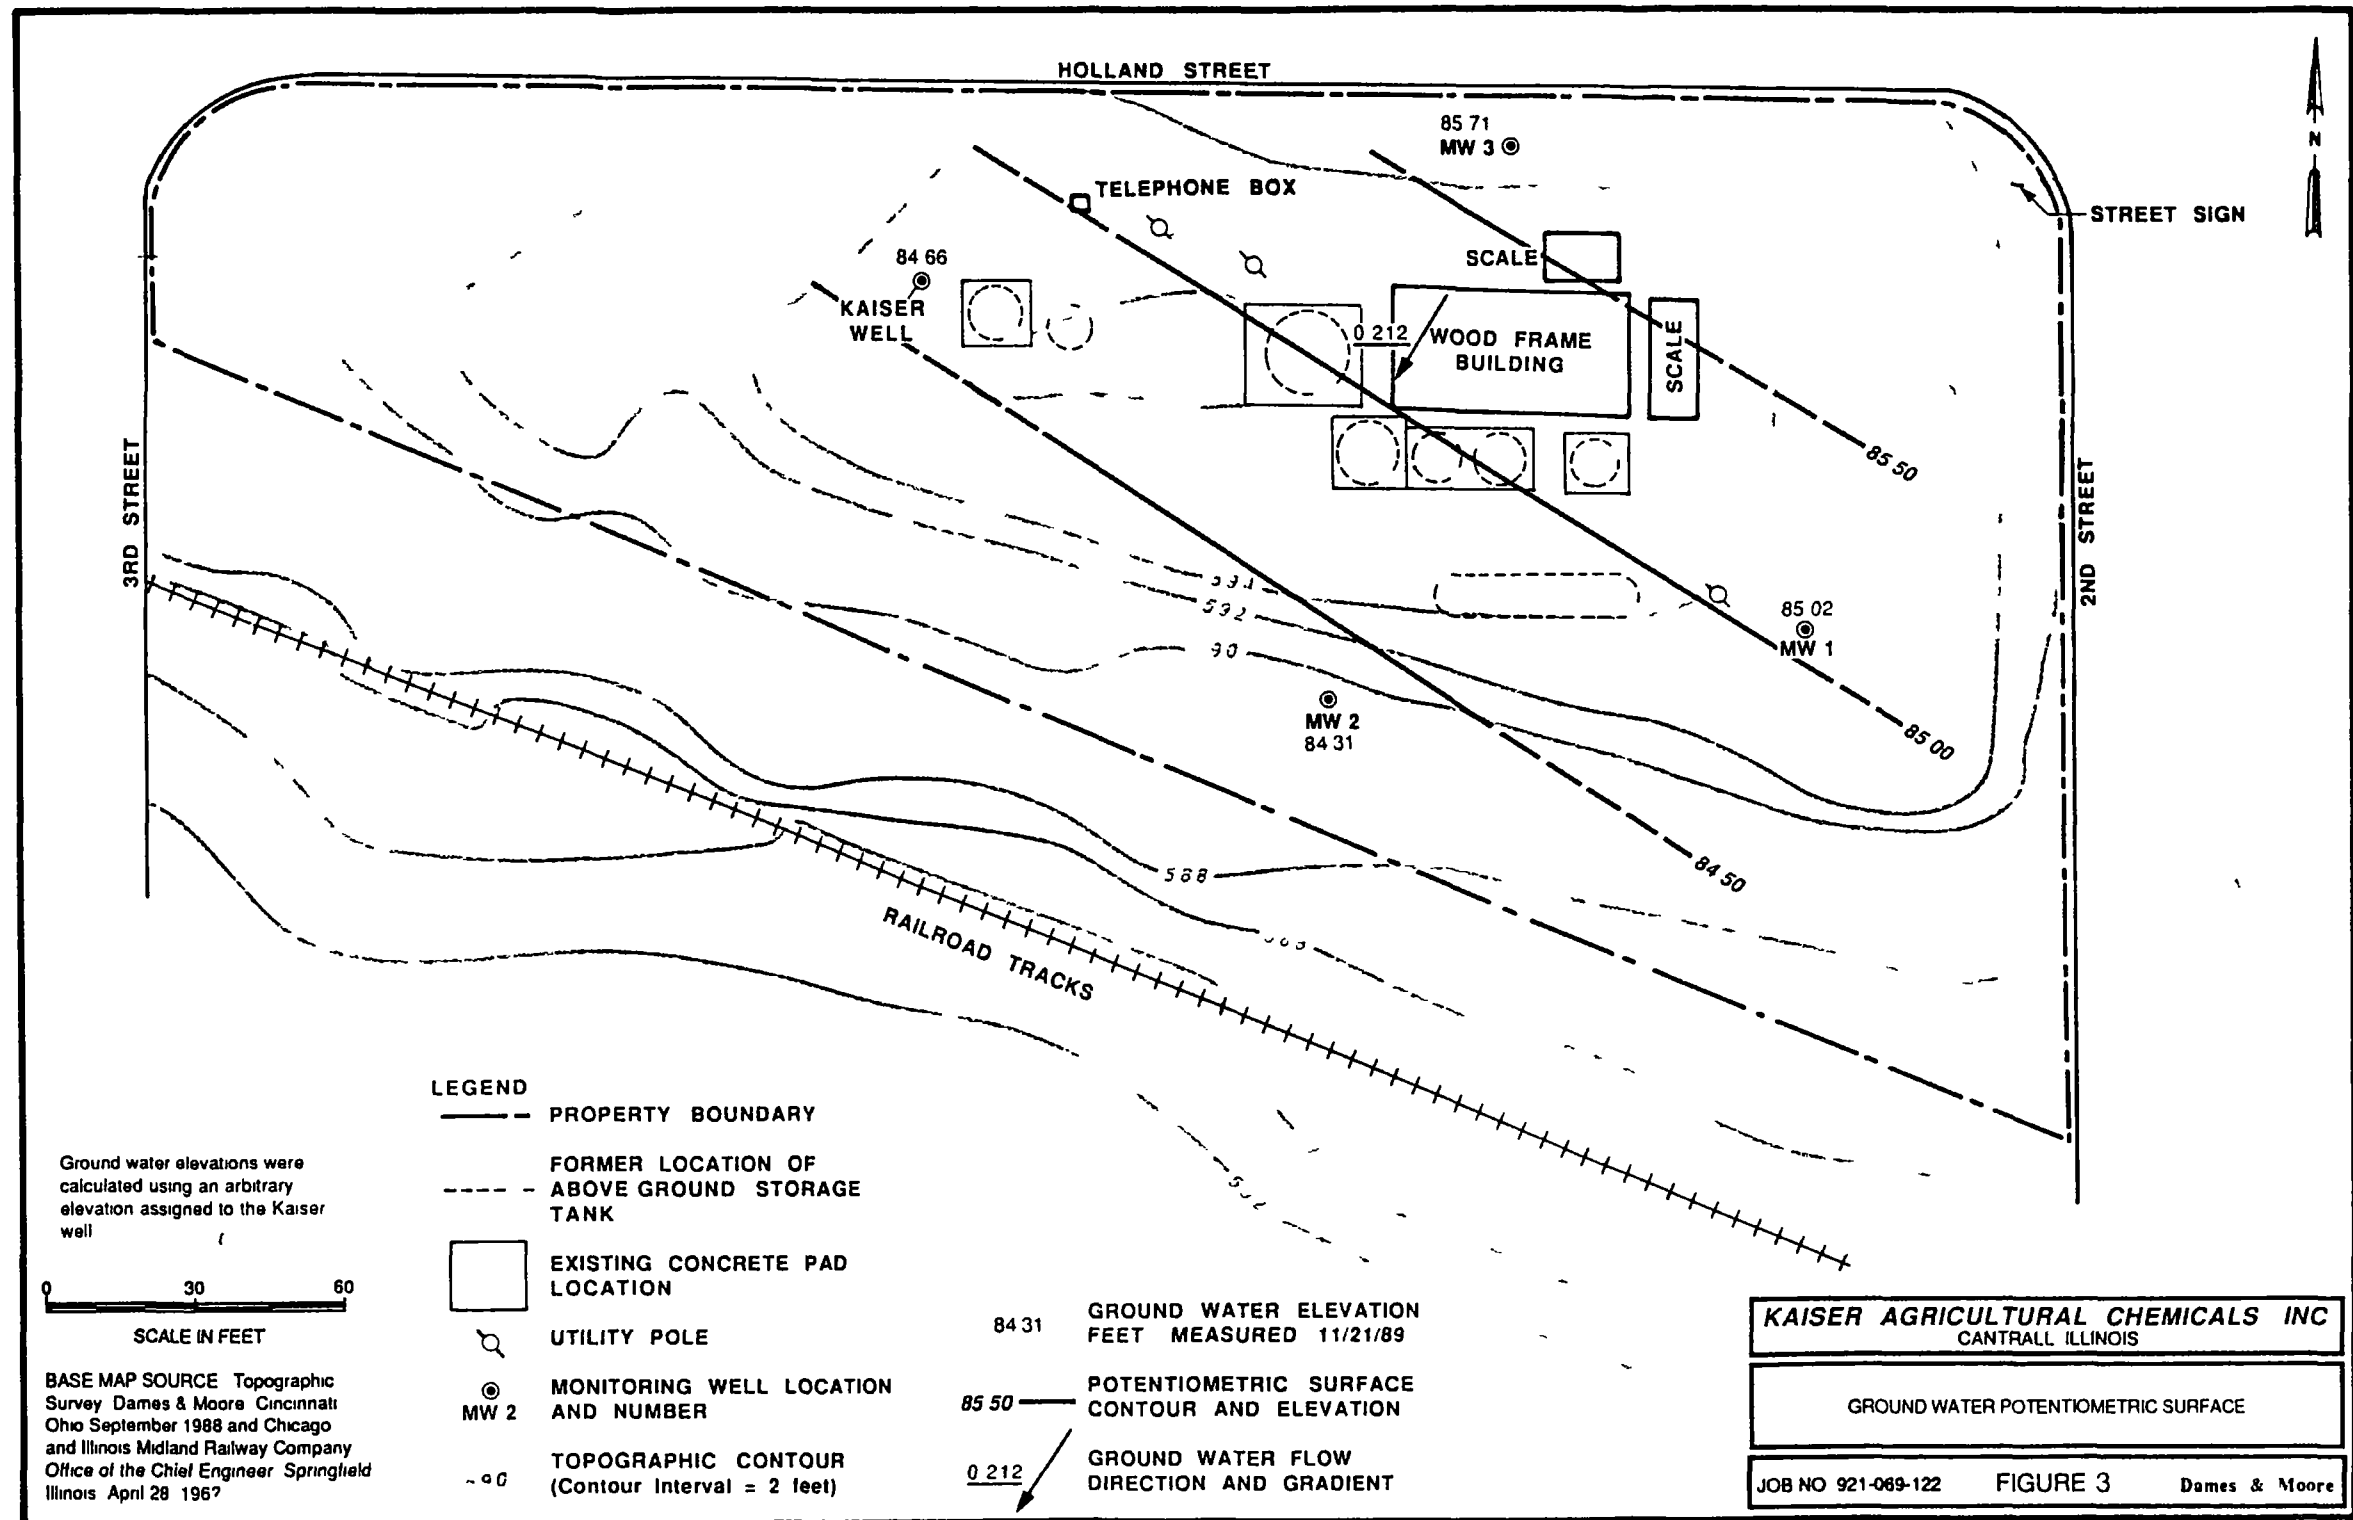 HOLLAND STREET
N
85 71
MW 3
TELEPHONE BOX
STREET SIGN
SCALE
84 66
KAISER
WELL
0 212
WOOD FRAME
BUILDING
SCALE
85 50
3RD STREET
2ND STREET
592
90
85 02
MW 1
MW 2
84 31
85 00
84 50
588
RAILROAD TRACKS
LEGEND
PROPERTY BOUNDARY
FORMER LOCATION OF
ABOVE GROUND STORAGE
TANK
EXISTING CONCRETE PAD
LOCATION
UTILITY POLE
MW 2
MONITORING WELL LOCATION
AND NUMBER
90
TOPOGRAPHIC CONTOUR
(Contour Interval = 2 feet)
84 31
GROUND WATER ELEVATION
FEET MEASURED 11/21/89
85 50
POTENTIOMETRIC SURFACE
CONTOUR AND ELEVATION
0 212
GROUND WATER FLOW
DIRECTION AND GRADIENT
Ground water elevations were
calculated using an arbitrary
elevation assigned to the Kaiser
well
0 30 60
SCALE IN FEET
BASE MAP SOURCE Topographic
Survey Dames & Moore Cincinnati
Ohio September 1988 and Chicago
and Illinois Midland Railway Company
Office of the Chief Engineer Springfield
Illinois April 28
KAISER AGRICULTURAL CHEMICALS INC
CANTRALL ILLINOIS
GROUND WATER POTENTIOMETRIC SURFACE
JOB NO 921-069-122 FIGURE 3 Dames & Moore